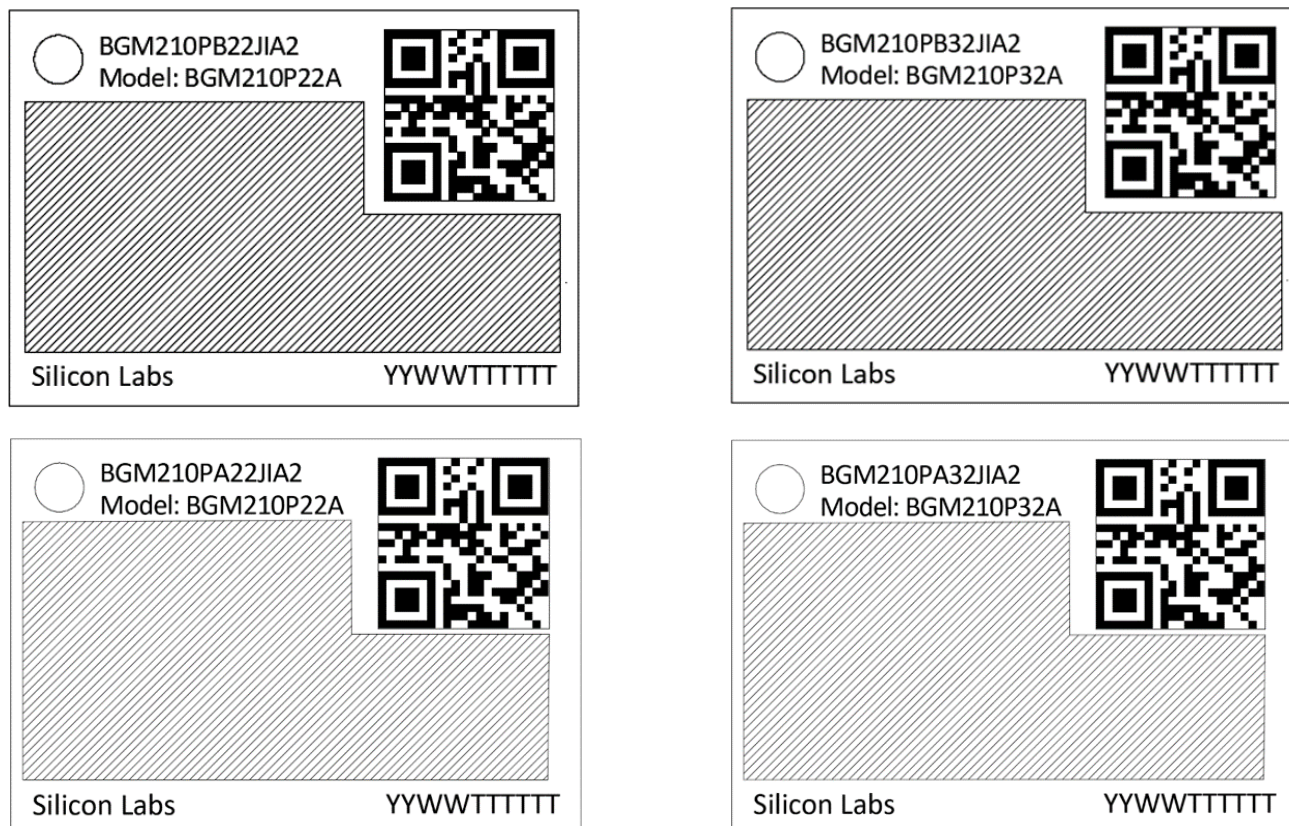 BGM210PB22JIA2
Model: BGM210P22A
Silicon Labs YYWWTTTTTT
BGM210PB32JIA2
Model: BGM210P32A
Silicon Labs YYWWTTTTTT
BGM210PA22JIA2
Model: BGM210P22A
Silicon Labs YYWWTTTTTT
BGM210PA32JIA2
Model: BGM210P32A
Silicon Labs YYWWTTTTTT